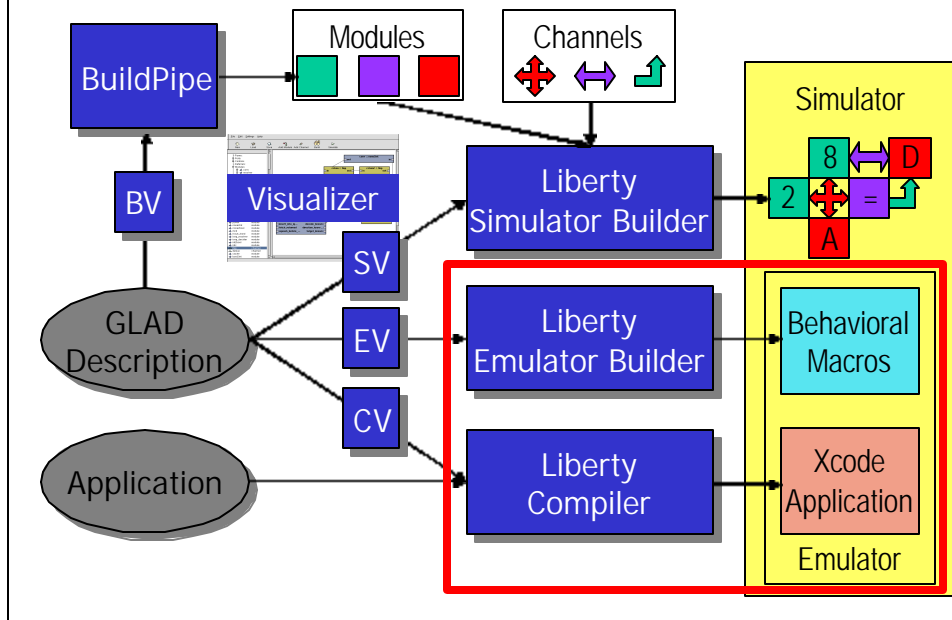 Modules
Channels
BuildPipe
Simulator
8
D
2
=
A
BV
Visualizer
Liberty
Simulator Builder
SV
GLAD
Description
EV
Liberty
Emulator Builder
Behavioral
Macros
CV
Application
Liberty
Compiler
Xcode
Application
Emulator